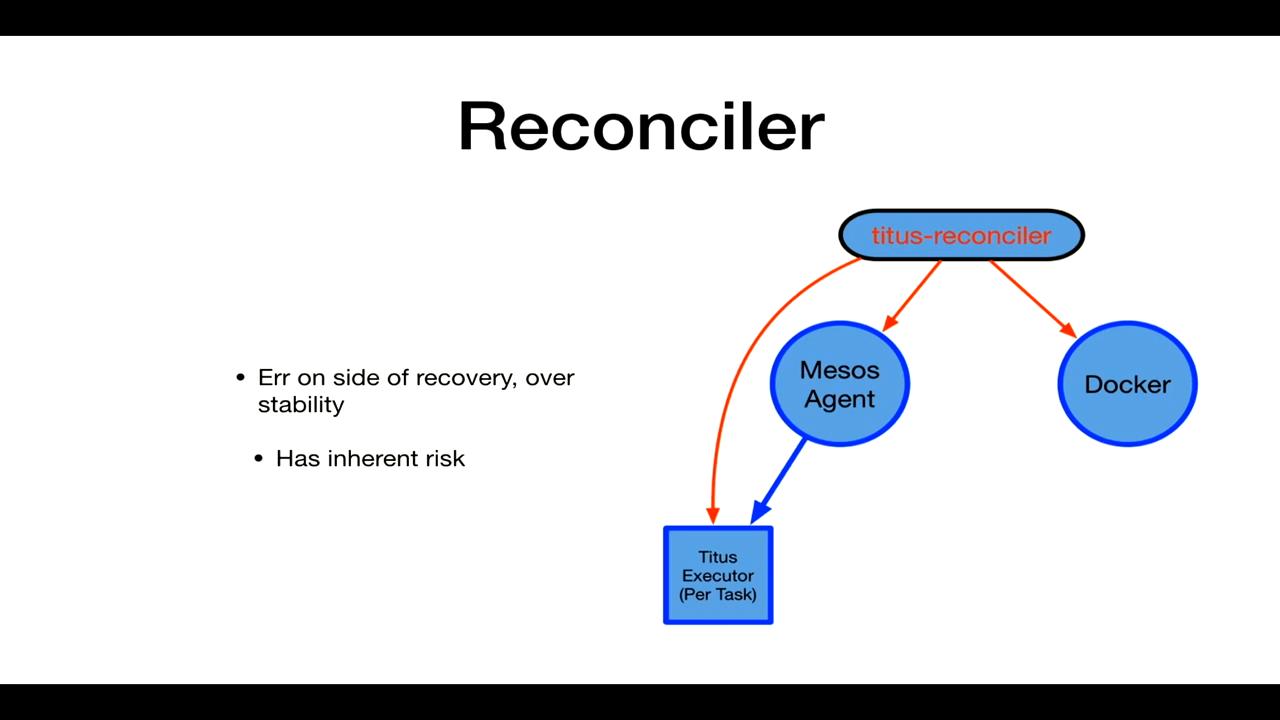 Reconciler
titus-reconciler
• Err on side of recovery, over
stability
• Has inherent risk
Mesos
Agent
Docker
Titus
Executor
(Per Task)